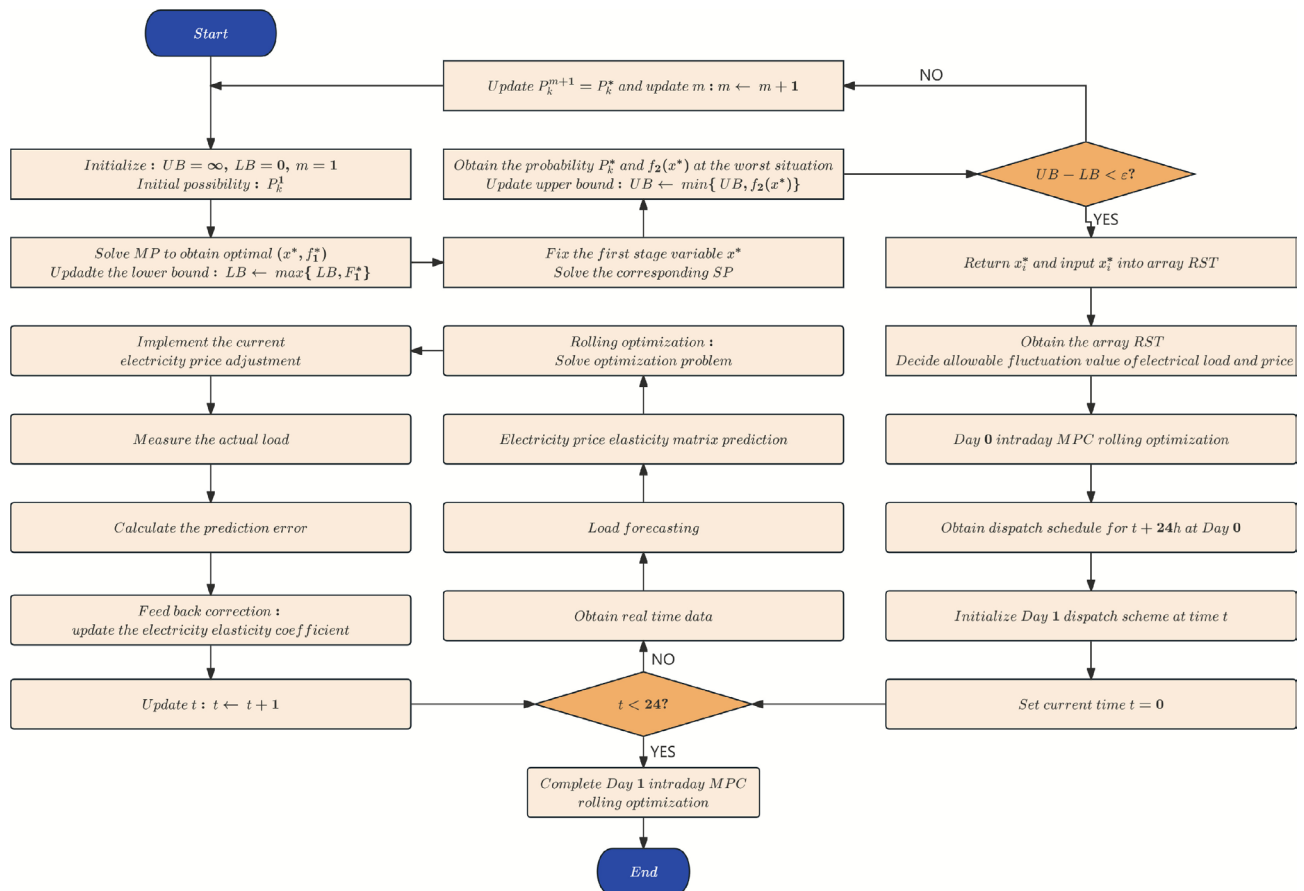 Start
Update P_k^{m+1} = P_k^* and update m : m ← m + 1
NO
Initialize : UB = ∞, LB = 0, m = 1
Initial possibility : P_k^1
Obtain the probability P_k^* and f_2(x^*) at the worst situation
Update upper bound : UB ← min{ UB, f_2(x^*)}
UB − LB < ε?
YES
Solve MP to obtain optimal (x^*, f_1^*)
Updadte the lower bound : LB ← max{ LB, F_1^*}
Fix the first stage variable x^*
Solve the corresponding SP
Return x_i^* and input x_i^* into array RST
Implement the current
electricity price adjustment
Rolling optimization :
Solve optimization problem
Obtain the array RST
Decide allowable fluctuation value of electrical load and price
Measure the actual load
Electricity price elasticity matrix prediction
Day 0 intraday MPC rolling optimization
Calculate the prediction error
Load forecasting
Obtain dispatch schedule for t + 24h at Day 0
Feed back correction :
update the electricity elasticity coefficient
Obtain real time data
Initialize Day 1 dispatch scheme at time t
NO
Update t : t ← t + 1
t < 24?
Set current time t = 0
YES
Complete Day 1 intraday MPC
rolling optimization
End